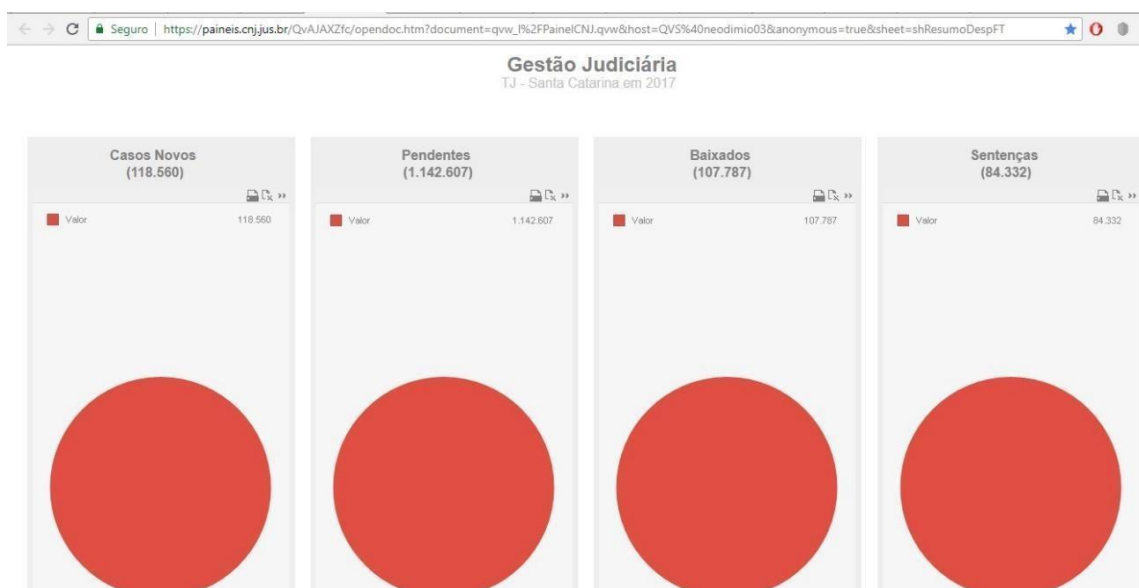 Seguro | https://paineis.cnj.jus.br/QvAJAXZfc/opendoc.htm?document=qvw_l%2FPainelCNJ.qvw&host=QVS%40neodimio03&anonymous=true&sheet=shResumoDespFT
Gestão Judiciária
TJ - Santa Catarina em 2017
Casos Novos
(118.560)
Valor 118.560
Pendentes
(1.142.607)
Valor 1.142.607
Baixados
(107.787)
Valor 107.787
Sentenças
(84.332)
Valor 84.332